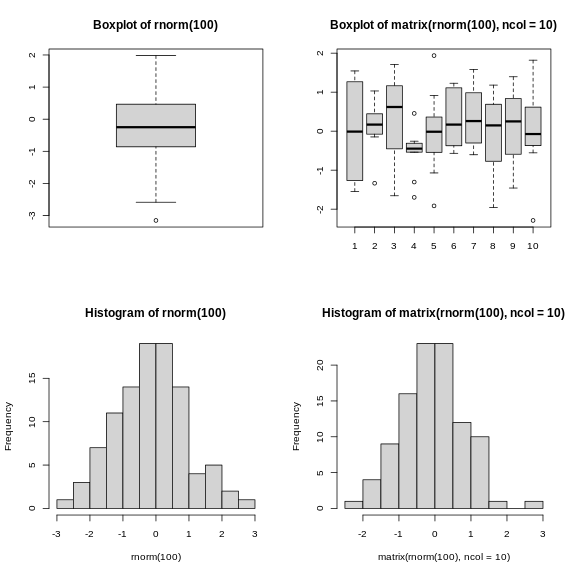 Boxplot of rnorm(100)
2
1
0
-1
-2
-3
Boxplot of matrix(rnorm(100), ncol = 10)
2
1
0
-1
-2
1 2 3 4 5 6 7 8 9 10
Histogram of rnorm(100)
Frequency
15
10
5
0
-3 -2 -1 0 1 2 3
rnorm(100)
Histogram of matrix(rnorm(100), ncol = 10)
Frequency
20
15
10
5
0
-2 -1 0 1 2 3
matrix(rnorm(100), ncol = 10)